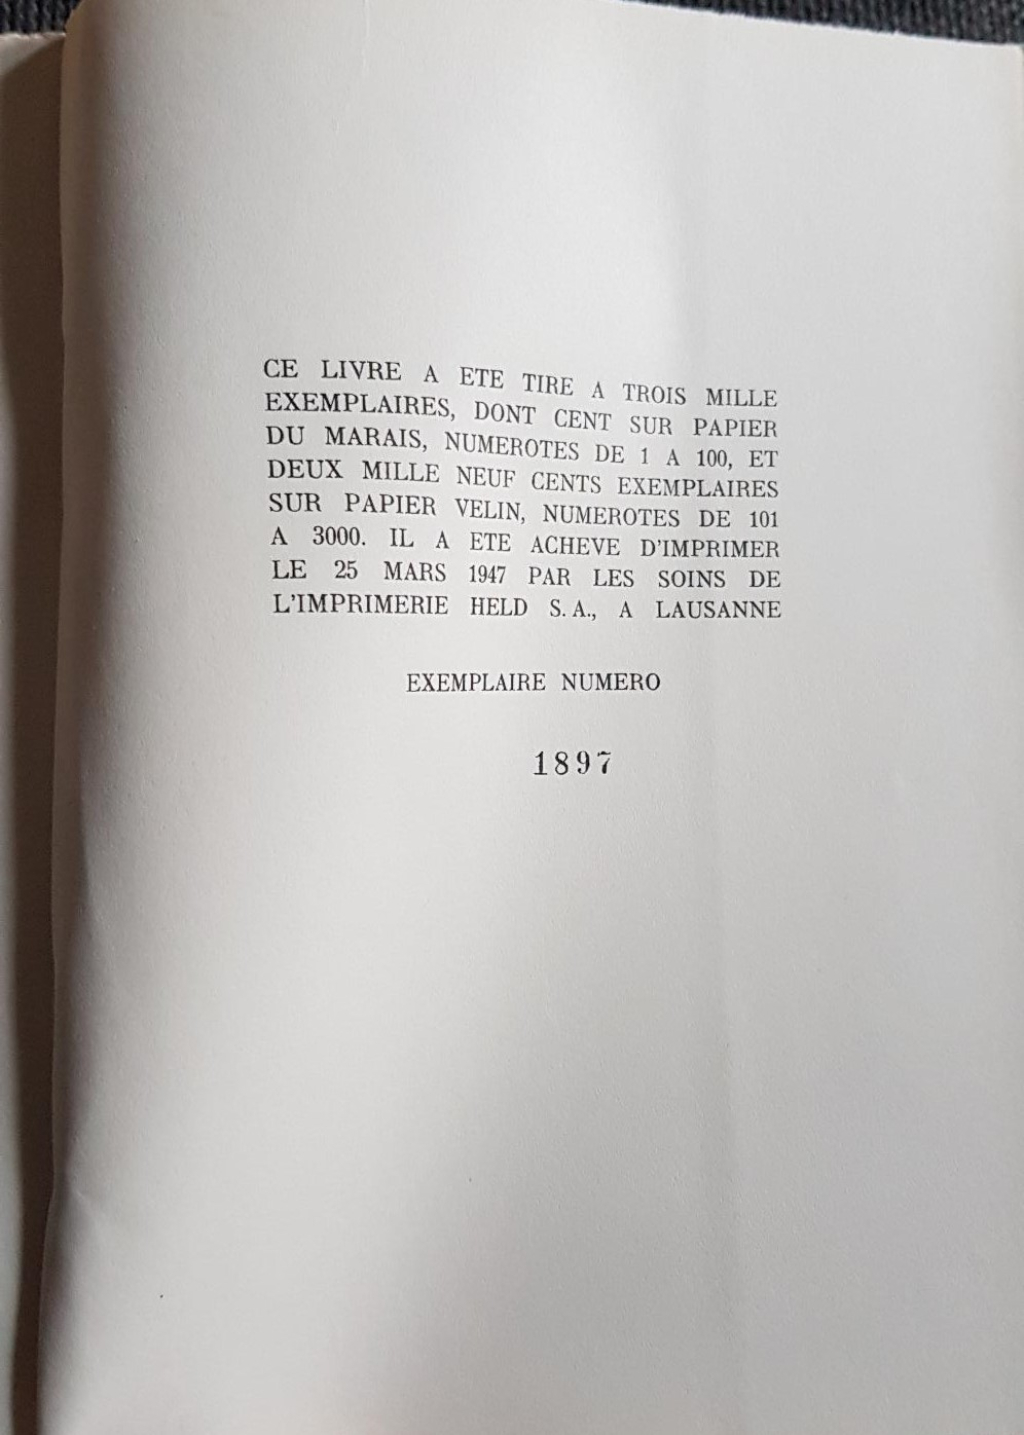 CE LIVRE A ETE TIRE A TROIS MILLE
EXEMPLAIRES, DONT CENT SUR PAPIER
DU MARAIS, NUMEROTES DE 1 A 100, ET
DEUX MILLE NEUF CENTS EXEMPLAIRES
SUR PAPIER VELIN, NUMEROTES DE 101
A 3000. IL A ETE ACHEVE D'IMPRIMER
LE 25 MARS 1947 PAR LES SOINS DE
L'IMPRIMERIE HELD S. A., A LAUSANNE
EXEMPLAIRE NUMERO
1897